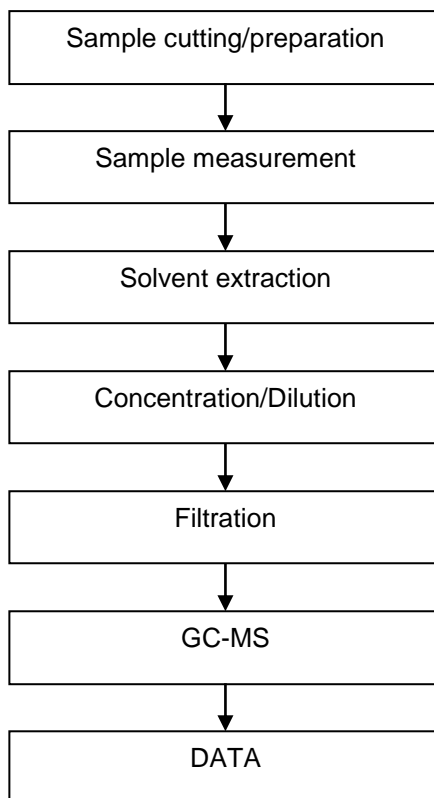 Sample cutting/preparation
Sample measurement
Solvent extraction
Concentration/Dilution
Filtration
GC-MS
DATA